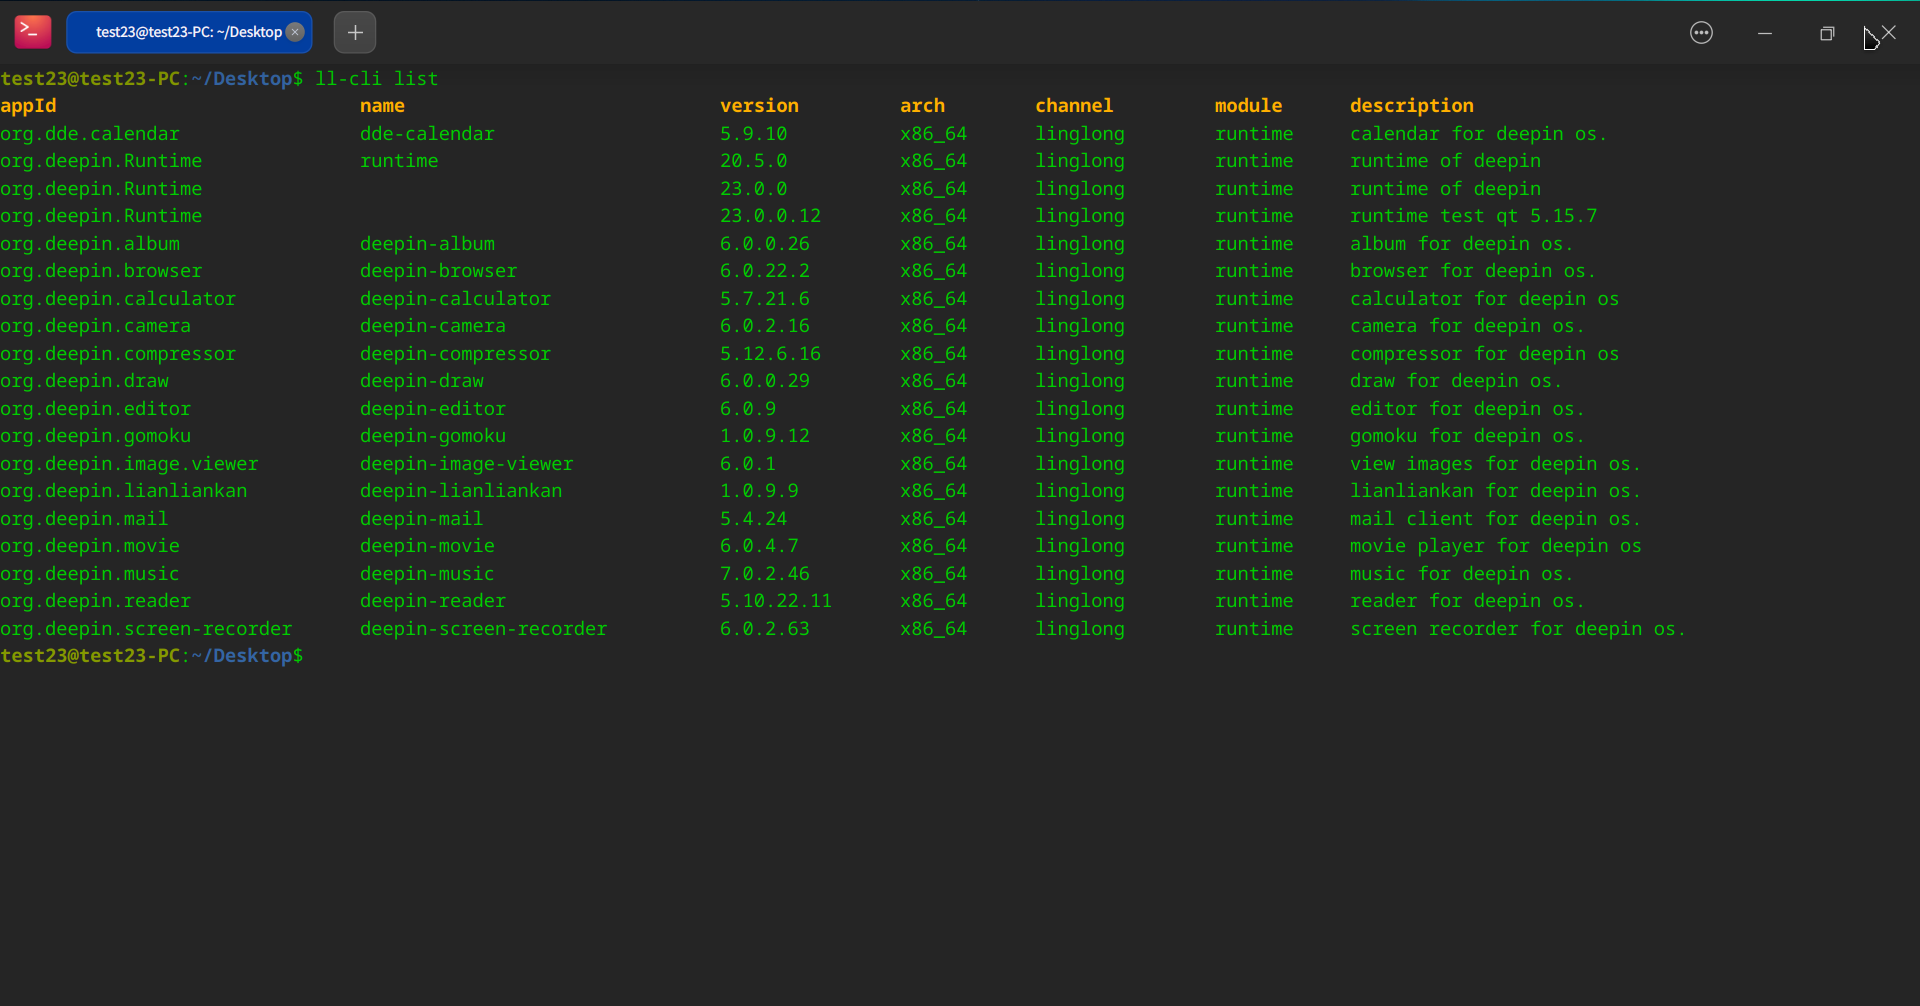 test23@test23-PC: ~/Desktop
test23@test23-PC:~/Desktop$ ll-cli list
appId name version arch channel module description
org.dde.calendar dde-calendar 5.9.10 x86_64 linglong runtime calendar for deepin os.
org.deepin.Runtime runtime 20.5.0 x86_64 linglong runtime runtime of deepin
org.deepin.Runtime 23.0.0 x86_64 linglong runtime runtime of deepin
org.deepin.Runtime 23.0.0.12 x86_64 linglong runtime runtime test qt 5.15.7
org.deepin.album deepin-album 6.0.0.26 x86_64 linglong runtime album for deepin os.
org.deepin.browser deepin-browser 6.0.22.2 x86_64 linglong runtime browser for deepin os.
org.deepin.calculator deepin-calculator 5.7.21.6 x86_64 linglong runtime calculator for deepin os
org.deepin.camera deepin-camera 6.0.2.16 x86_64 linglong runtime camera for deepin os.
org.deepin.compressor deepin-compressor 5.12.6.16 x86_64 linglong runtime compressor for deepin os
org.deepin.draw deepin-draw 6.0.0.29 x86_64 linglong runtime draw for deepin os.
org.deepin.editor deepin-editor 6.0.9 x86_64 linglong runtime editor for deepin os.
org.deepin.gomoku deepin-gomoku 1.0.9.12 x86_64 linglong runtime gomoku for deepin os.
org.deepin.image.viewer deepin-image-viewer 6.0.1 x86_64 linglong runtime view images for deepin os.
org.deepin.lianliankan deepin-lianliankan 1.0.9.9 x86_64 linglong runtime lianliankan for deepin os.
org.deepin.mail deepin-mail 5.4.24 x86_64 linglong runtime mail client for deepin os.
org.deepin.movie deepin-movie 6.0.4.7 x86_64 linglong runtime movie player for deepin os
org.deepin.music deepin-music 7.0.2.46 x86_64 linglong runtime music for deepin os.
org.deepin.reader deepin-reader 5.10.22.11 x86_64 linglong runtime reader for deepin os.
org.deepin.screen-recorder deepin-screen-recorder 6.0.2.63 x86_64 linglong runtime screen recorder for deepin os.
test23@test23-PC:~/Desktop$